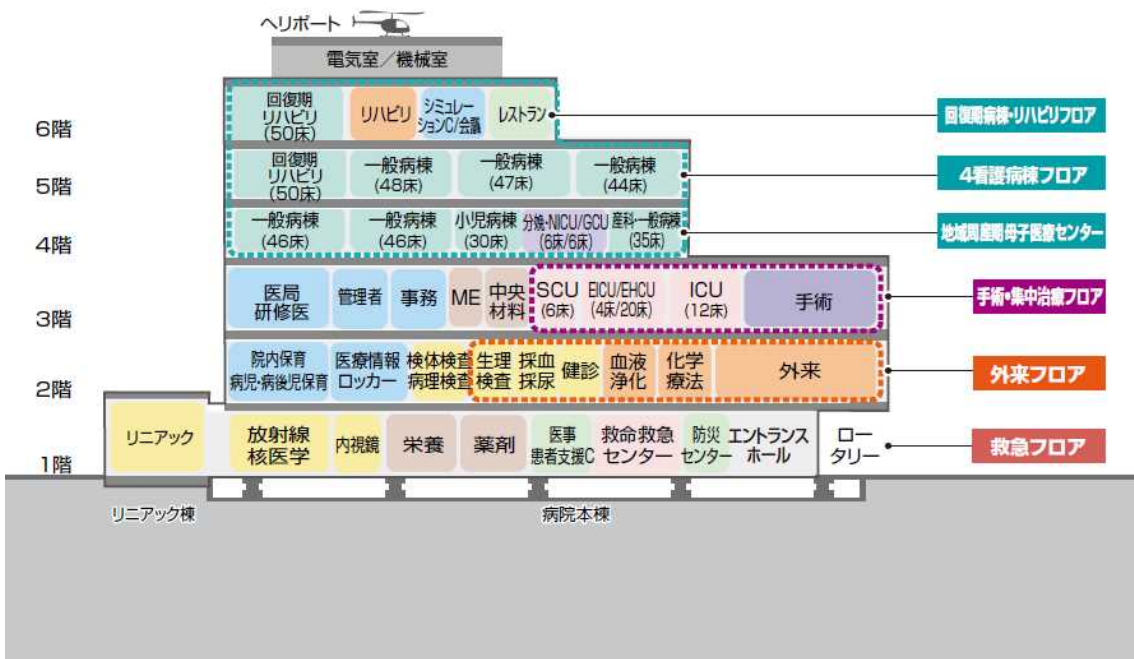 ヘリポート
電気室／機械室
6階
回復期
リハビリ
(50床)
リハビリ
シミュレー
ションC/会議
レストラン
回復期病棟・リハビリフロア
5階
回復期
リハビリ
(50床)
一般病棟
(48床)
一般病棟
(47床)
一般病棟
(44床)
4看護病棟フロア
4階
一般病棟
(46床)
一般病棟
(46床)
小児病棟
(30床)
分娩・NICU/GCU
(6床/6床)
産科・一般病棟
(35床)
地域周産期母子医療センター
3階
医局
研修医
管理者
事務
ME
中央
材料
SCU
(6床)
EICU/EHCU
(4床/20床)
ICU
(12床)
手術
手術・集中治療フロア
2階
院内保育
病児・病後児保育
医療情報
ロッカー
検体検査
病理検査
生理
検査
採血
採尿
健診
血液
浄化
化学
療法
外来
外来フロア
1階
リニアック
放射線
核医学
内視鏡
栄養
薬剤
医事
患者支援C
救命救急
センター
防災
センター
エントランス
ホール
ロー
タリー
救急フロア
リニアック棟
病院本棟